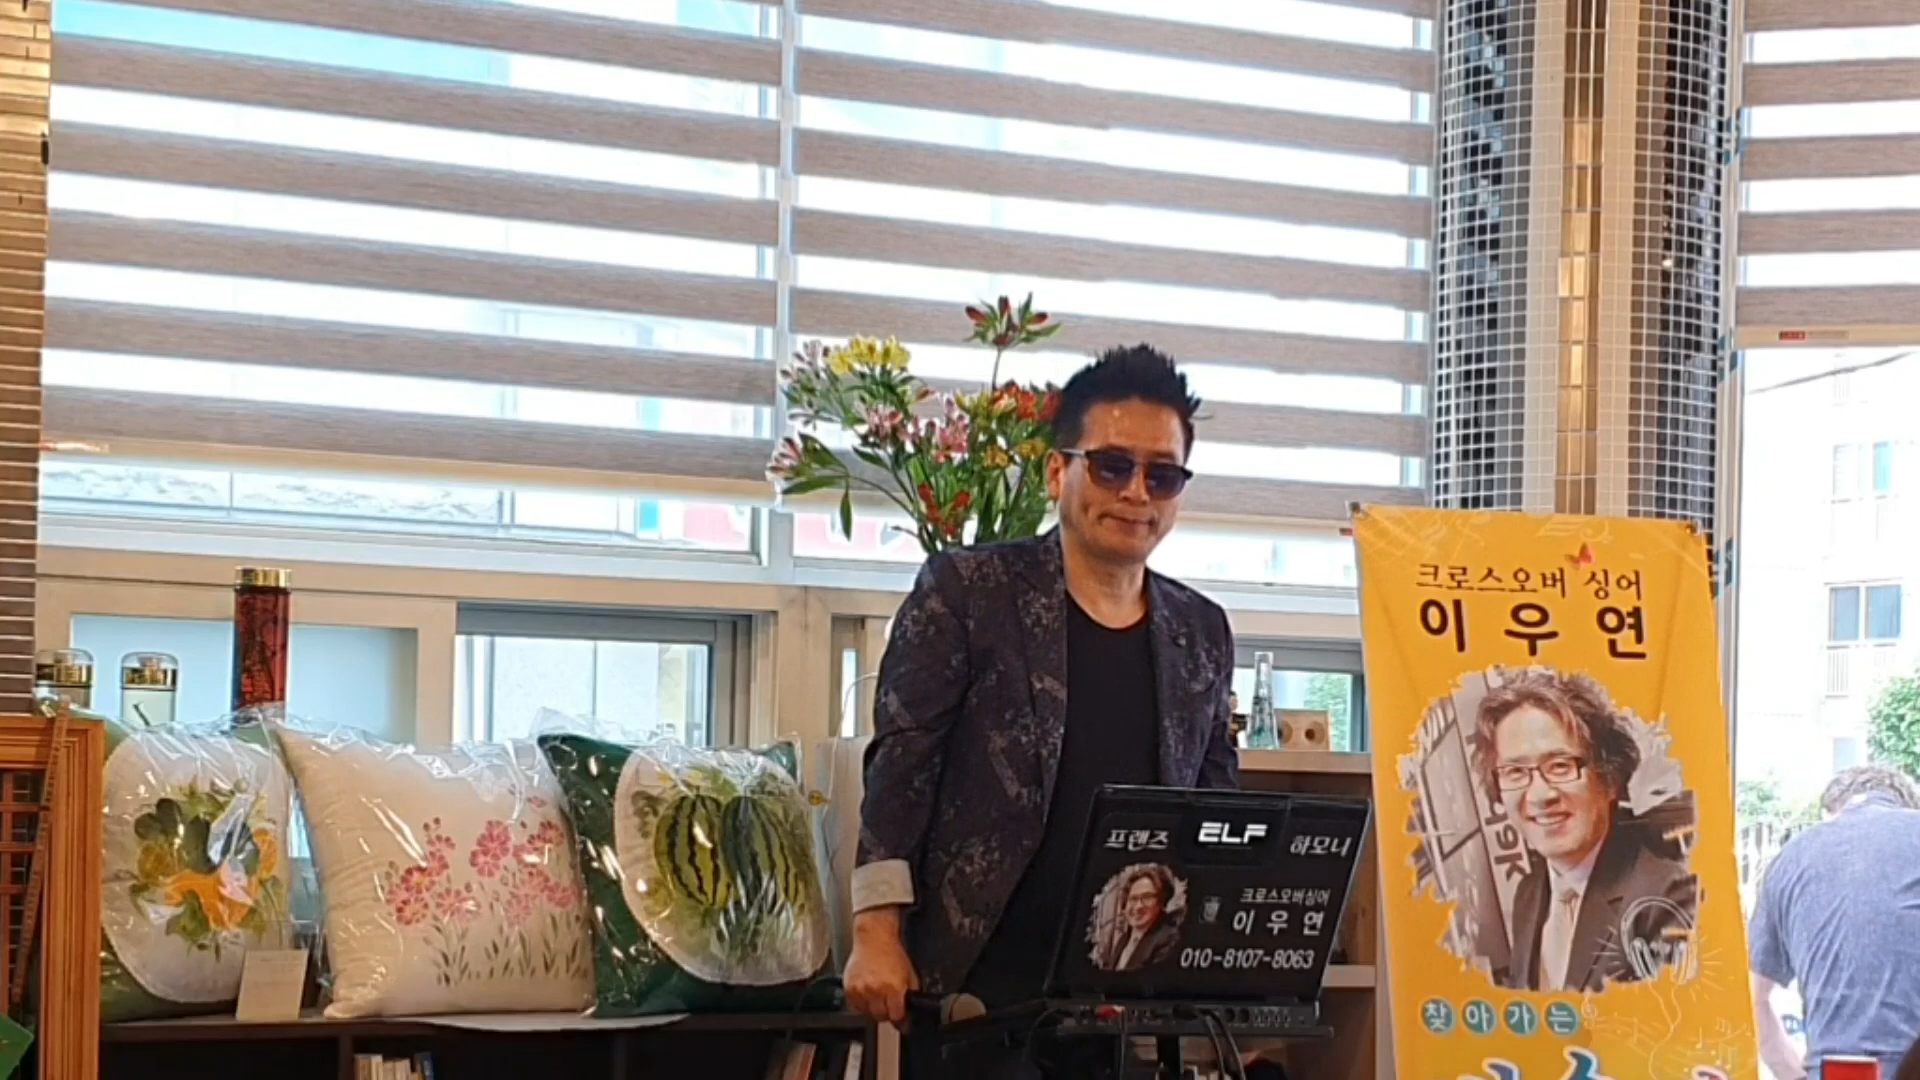 크로스오버 싱어
이 우 연
찾아가는
프렌즈 ELF 하모니
크로스오버싱어
이 우 연
010-8107-8063